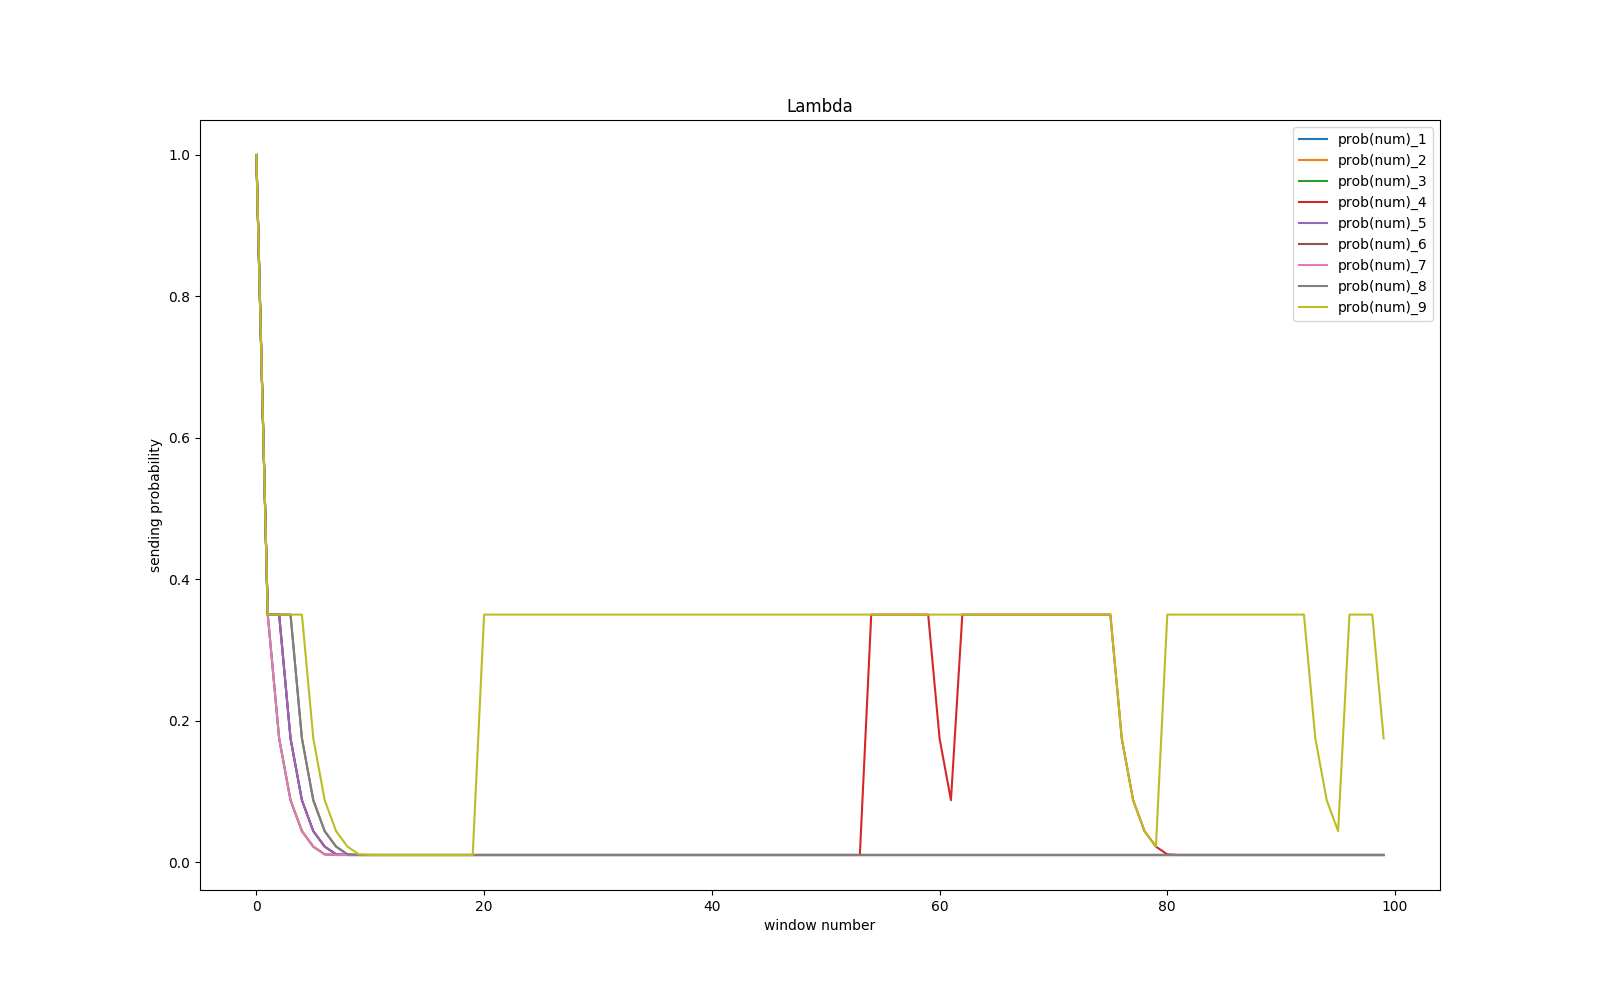 Lambda
sending probability
1.0
0.8
0.6
0.4
0.2
0.0
prob(num)_1
prob(num)_2
prob(num)_3
prob(num)_4
prob(num)_5
prob(num)_6
prob(num)_7
prob(num)_8
prob(num)_9
0 20 40 60 80 100
window number